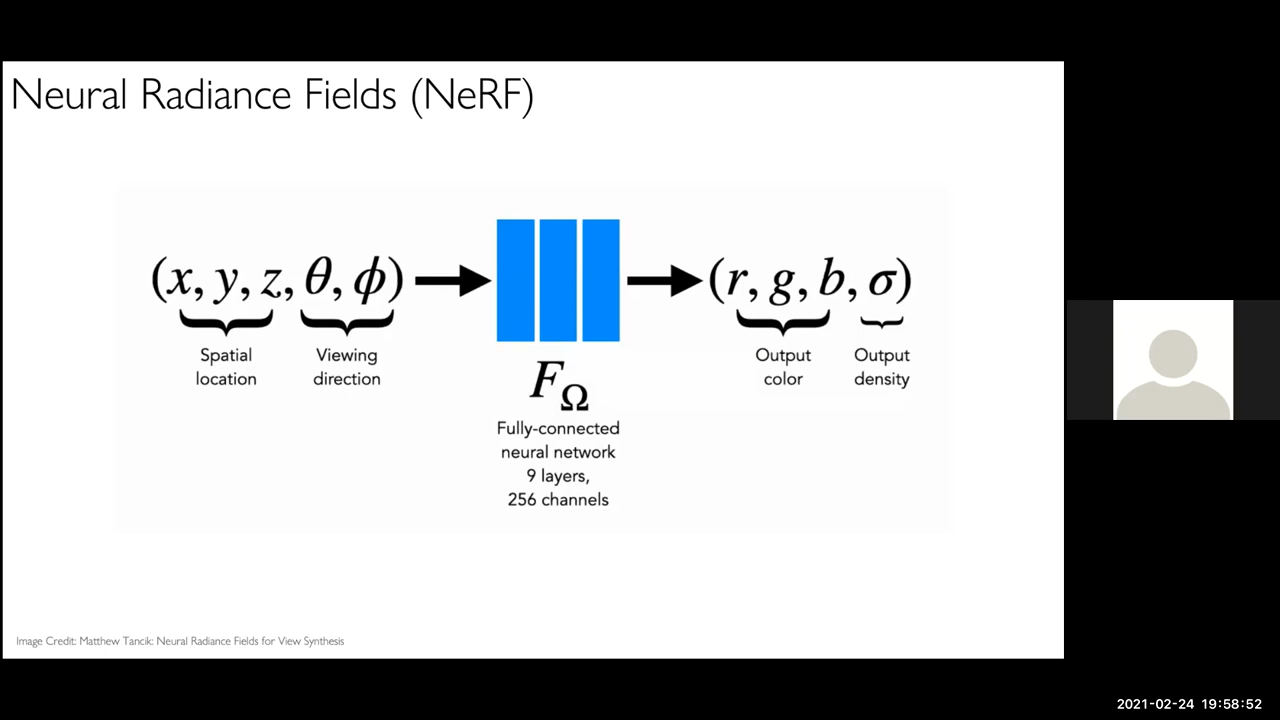 Neural Radiance Fields (NeRF)
(x, y, z, θ, ϕ)
(r, g, b, σ)
Spatial
location
Viewing
direction
Output
color
Output
density
F_Ω
Fully-connected
neural network
9 layers,
256 channels
Image Credit: Matthew Tancik: Neural Radiance Fields for View Synthesis
2021-02-24 19:58:52